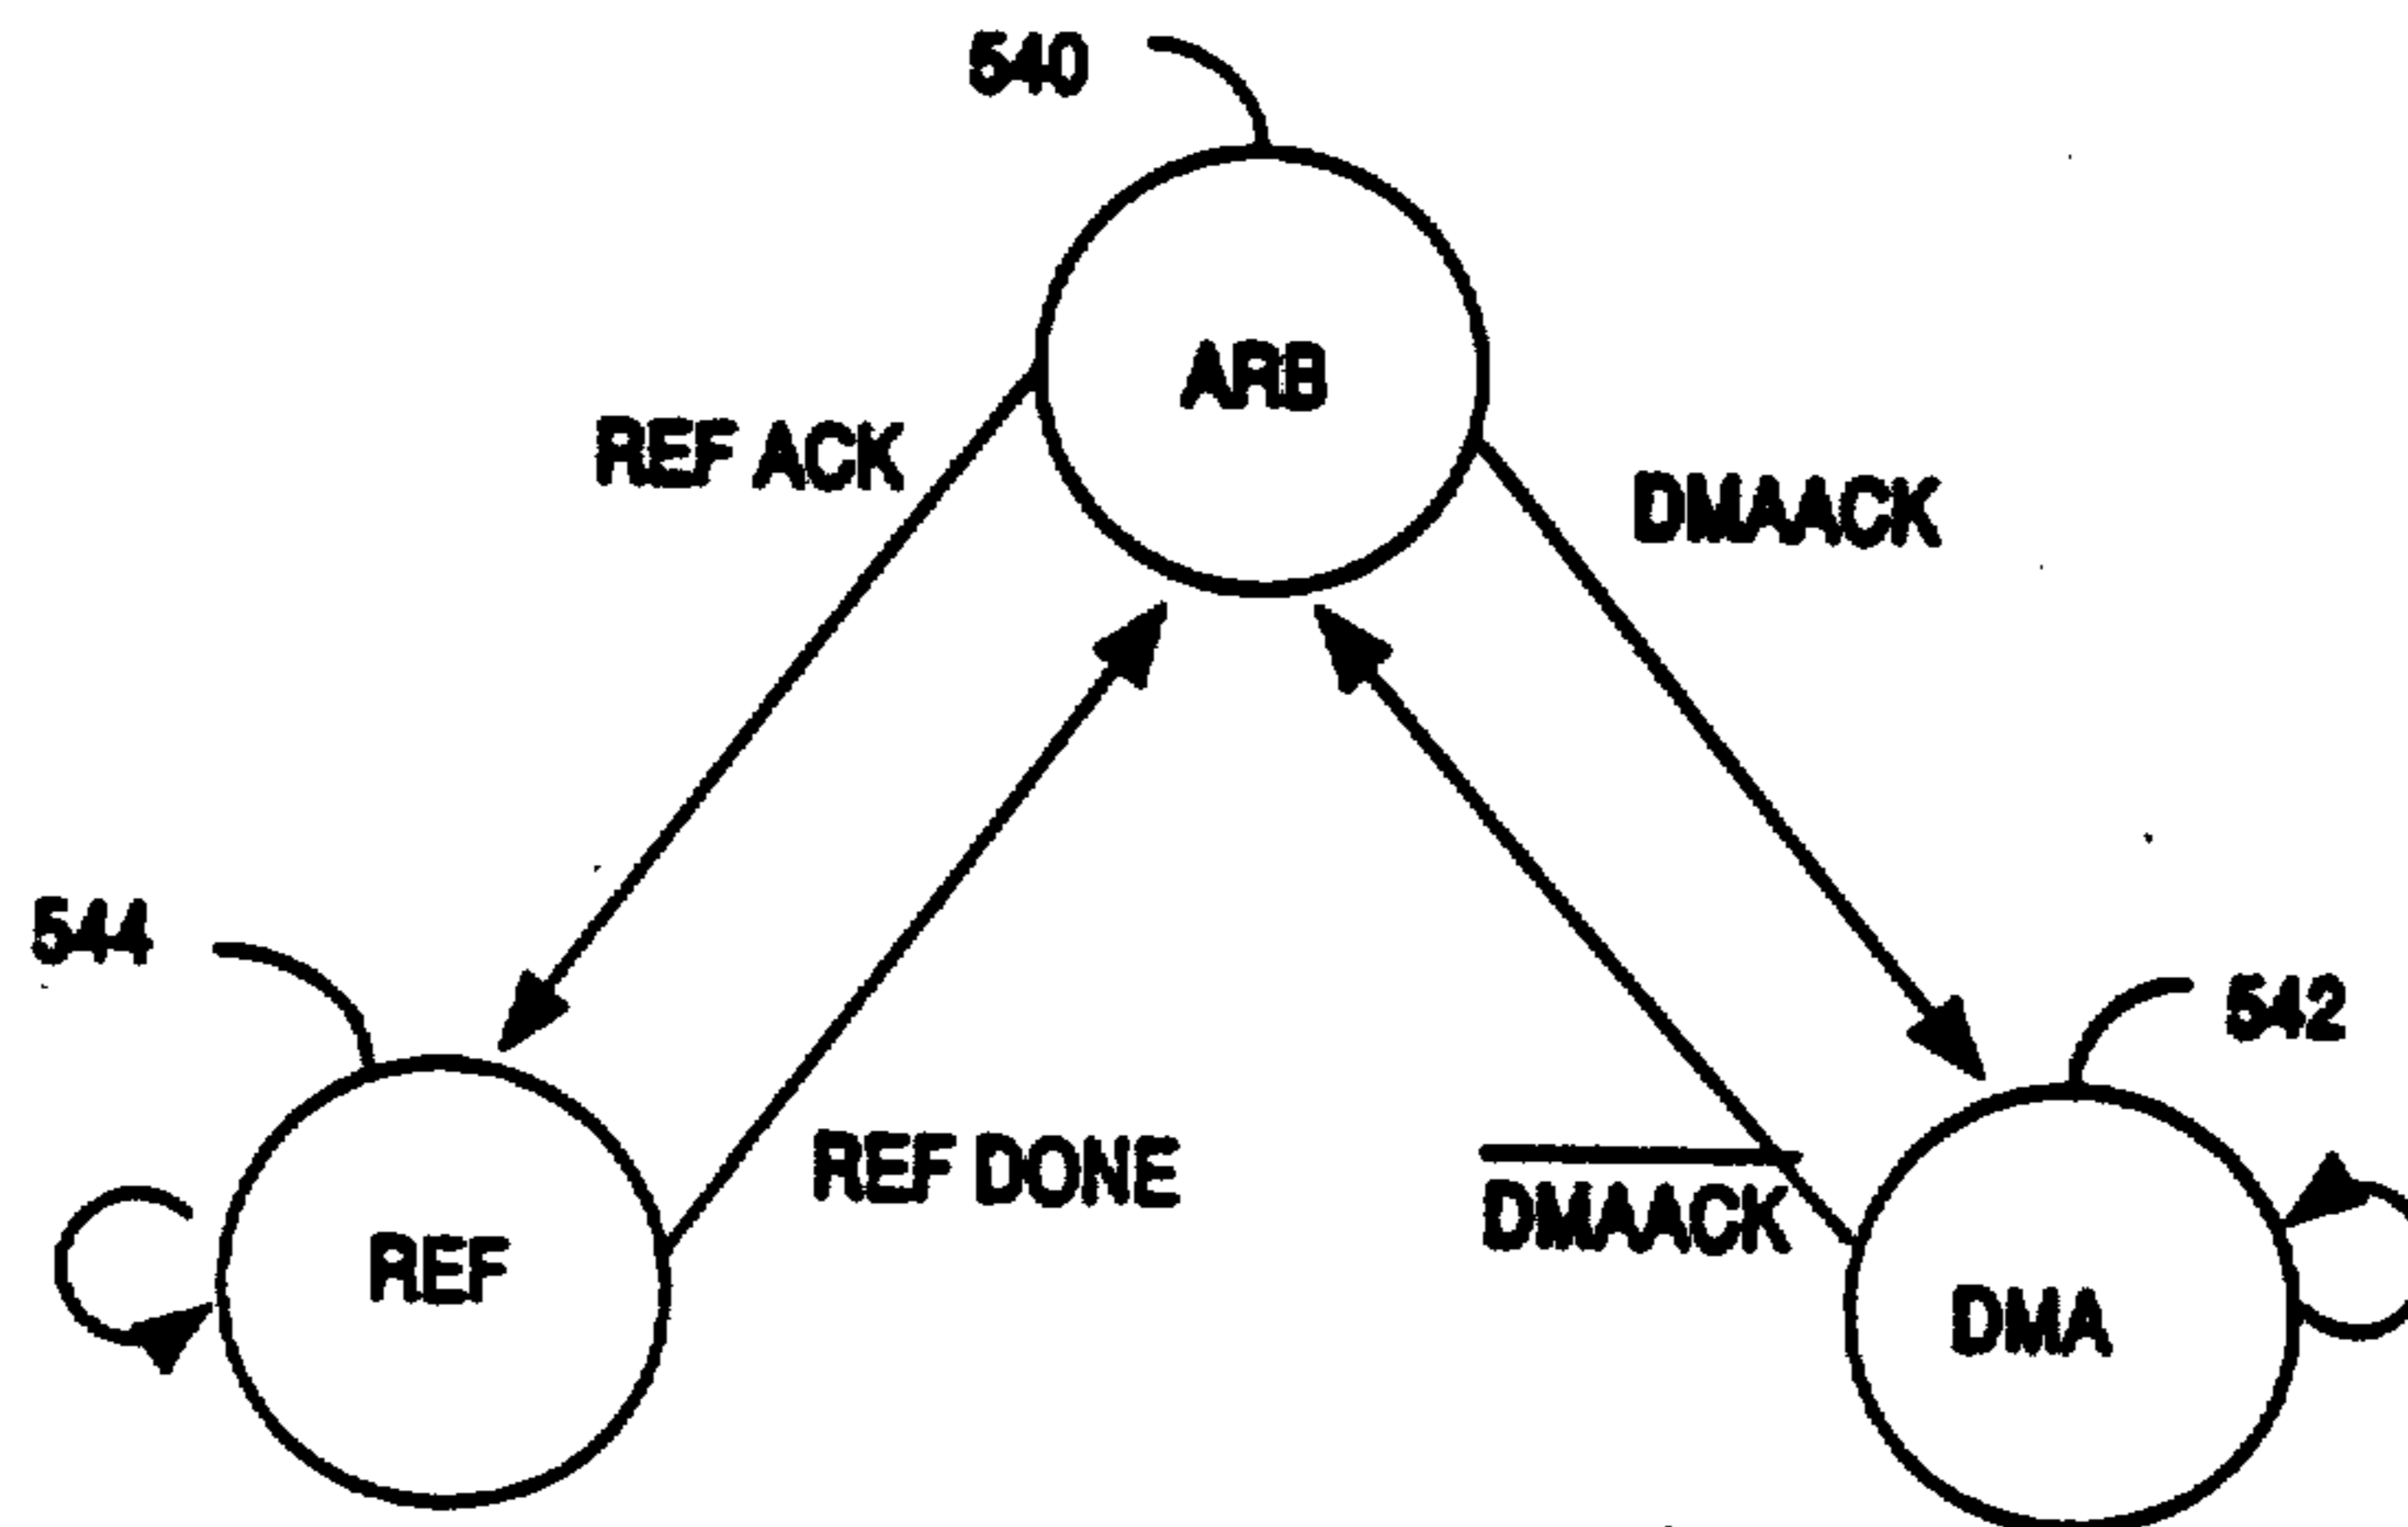 540
ARB
REF ACK
DMAACK
544
542
REF DONE
DMAACK
REF
DMA